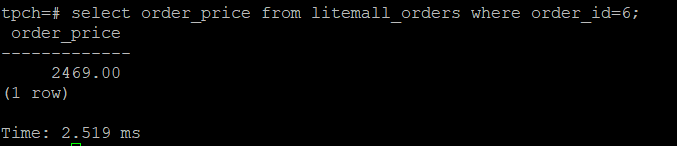 tpch=# select order_price from litemall_orders where order_id=6;
 order_price
-------------
     2469.00
(1 row)

Time: 2.519 ms